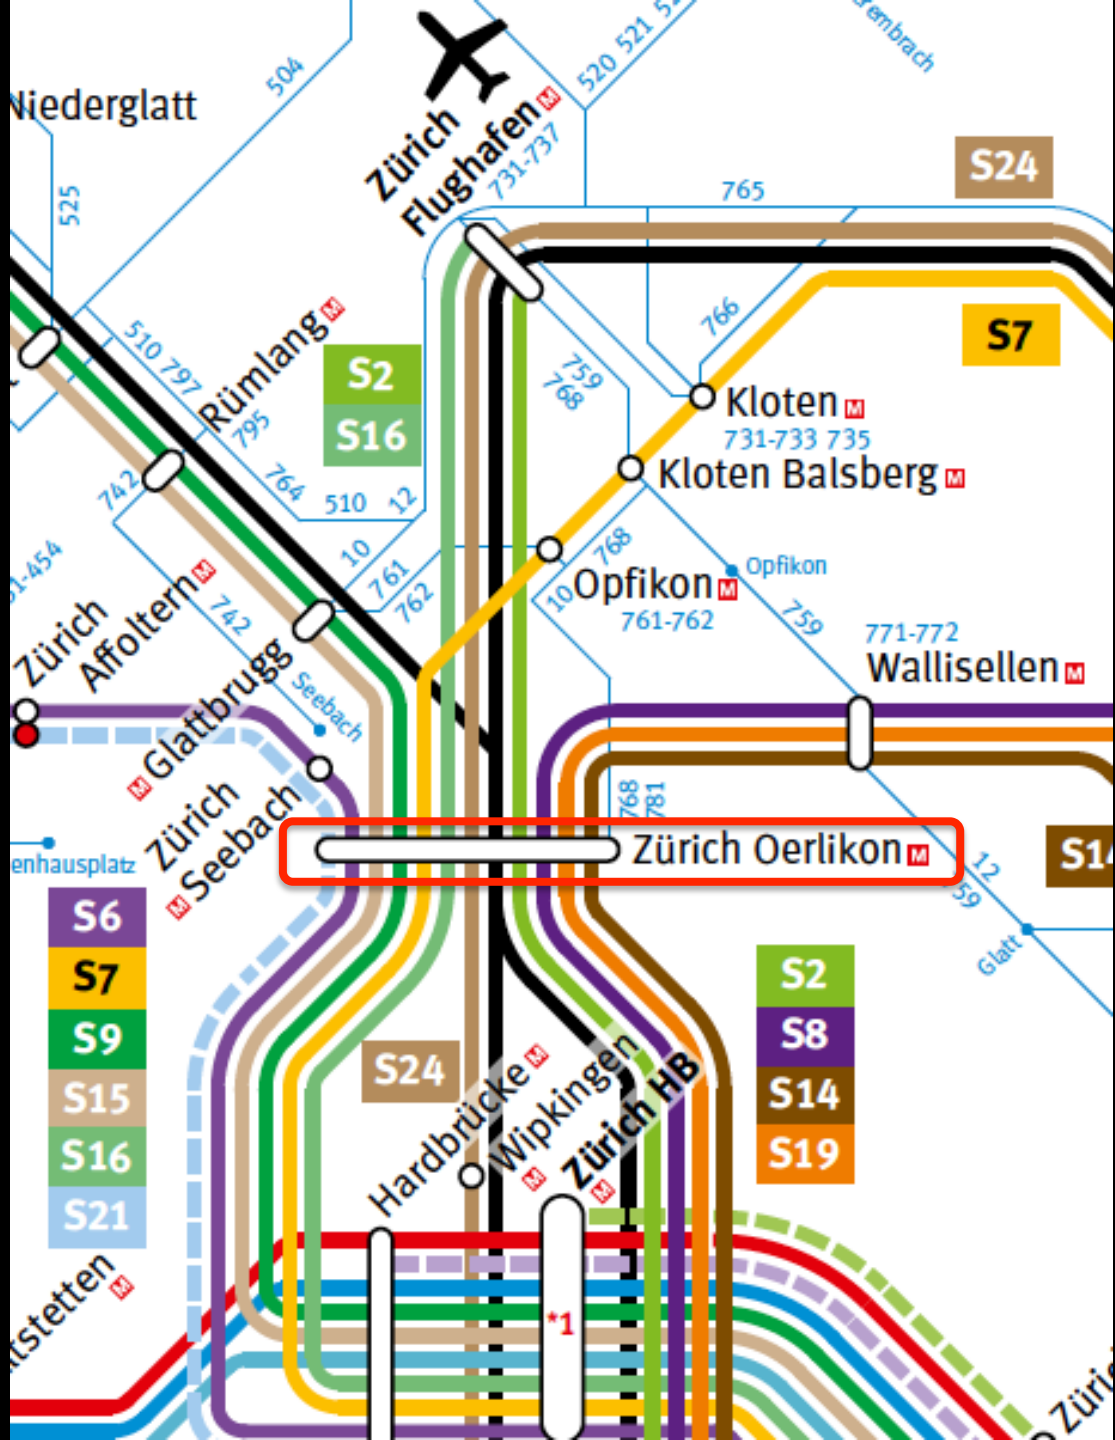 504
Niederglatt
525
520 521
Zürich
Flughafen M
731-737
S24
765
766
S7
510 797
Rümlang M
795
764
742
S2
S16
759
768
Kloten M
731-733 735
Kloten Balsberg M
510
12
10
761
762
768
10
Opfikon M
761-762
Opfikon
759
771-772
Wallisellen M
Zürich
Affoltern M
742
Seebach
M Glattbrugg
Zürich
M Seebach
768
781
Zürich Oerlikon M
12
759
Glatt
S14
S6
S7
S9
S15
S16
S21
S24
S2
S8
S14
S19
Hardbrücke M
Wipkingen M
Zürich HB M
*1
M